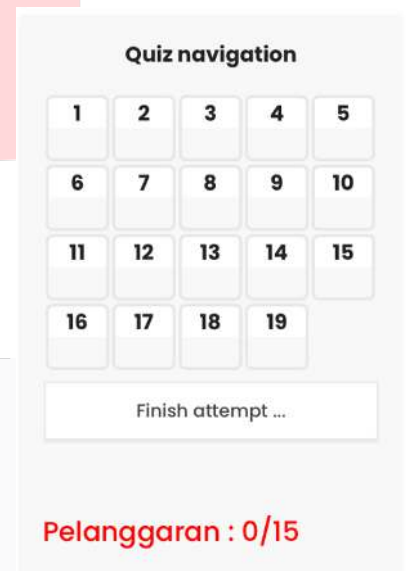 Quiz navigation
1 2 3 4 5
6 7 8 9 10
11 12 13 14 15
16 17 18 19
Finish attempt ...
Pelanggaran : 0/15